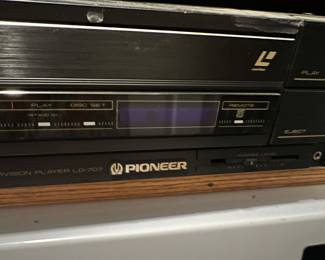 PLAY
PLAY DISC SET REMOTE
EJECT
VISION PLAYER LD-707 PIONEER